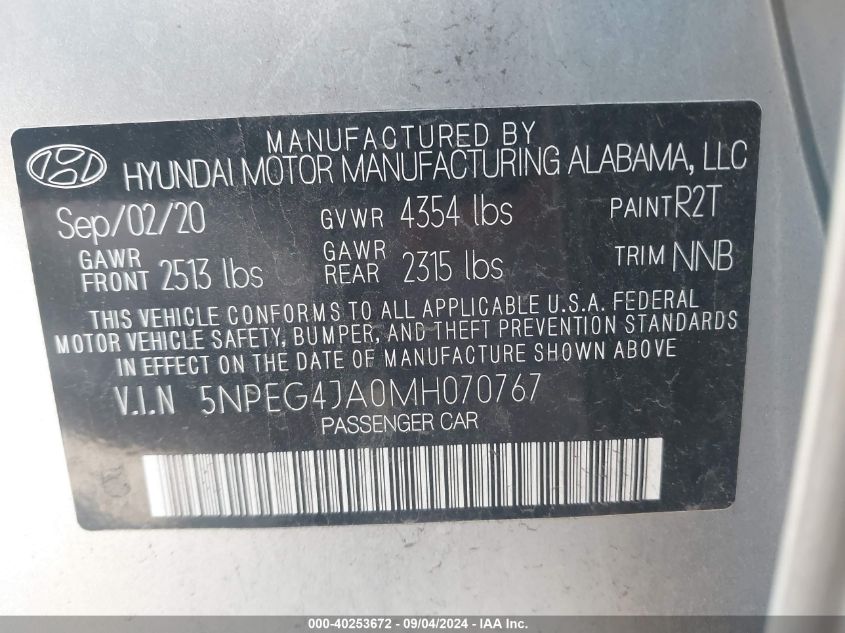 MANUFACTURED BY
HYUNDAI MOTOR MANUFACTURING ALABAMA, LLC
Sep/02/20 GVWR 4354 lbs PAINT R2T
GAWR FRONT 2513 lbs GAWR REAR 2315 lbs TRIM NNB
THIS VEHICLE CONFORMS TO ALL APPLICABLE U.S.A. FEDERAL
MOTOR VEHICLE SAFETY, BUMPER, AND THEFT PREVENTION STANDARDS
IN EFFECT ON THE DATE OF MANUFACTURE SHOWN ABOVE
V.I.N 5NPEG4JA0MH070767
PASSENGER CAR
000-40253672 - 09/04/2024 - IAA Inc.